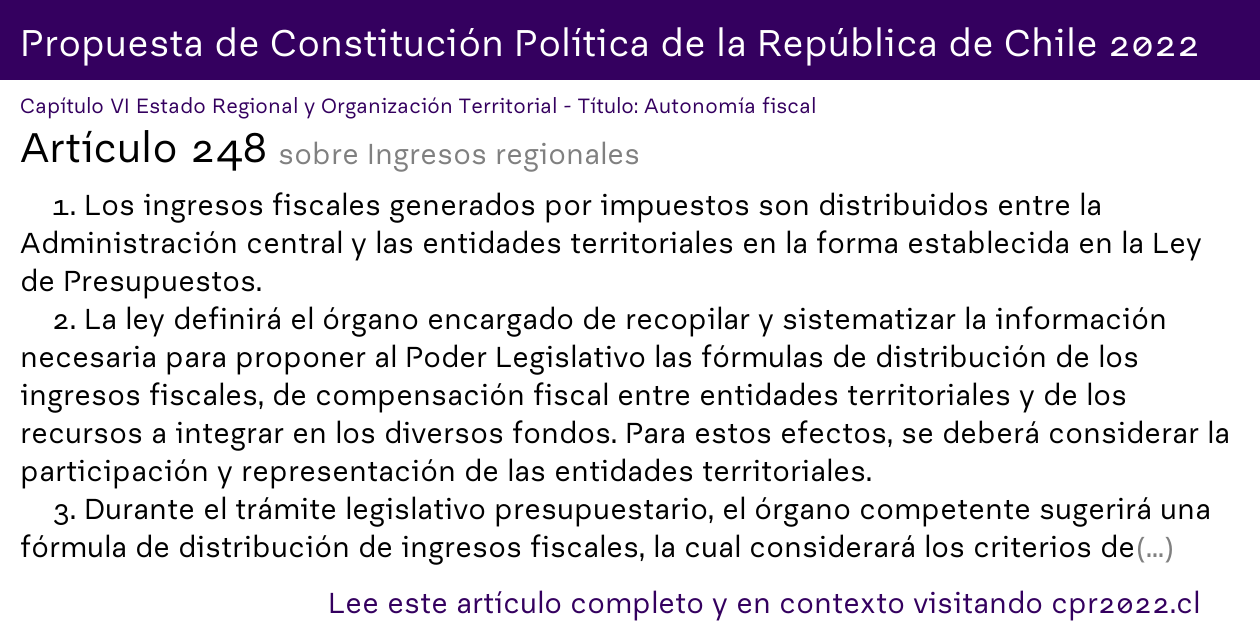 Propuesta de Constitución Política de la República de Chile 2022
Capítulo VI Estado Regional y Organización Territorial - Título: Autonomía fiscal
Artículo 248 sobre Ingresos regionales
1. Los ingresos fiscales generados por impuestos son distribuidos entre la
Administración central y las entidades territoriales en la forma establecida en la Ley
de Presupuestos.
2. La ley definirá el órgano encargado de recopilar y sistematizar la información
necesaria para proponer al Poder Legislativo las fórmulas de distribución de los
ingresos fiscales, de compensación fiscal entre entidades territoriales y de los
recursos a integrar en los diversos fondos. Para estos efectos, se deberá considerar la
participación y representación de las entidades territoriales.
3. Durante el trámite legislativo presupuestario, el órgano competente sugerirá una
fórmula de distribución de ingresos fiscales, la cual considerará los criterios de(...)
Lee este artículo completo y en contexto visitando cpr2022.cl